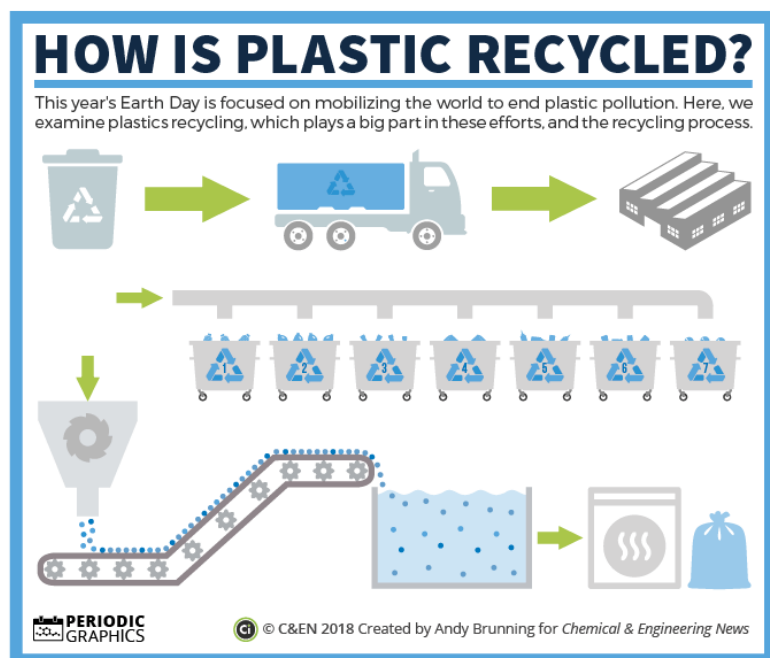 HOW IS PLASTIC RECYCLED?
This year's Earth Day is focused on mobilizing the world to end plastic pollution. Here, we
examine plastics recycling, which plays a big part in these efforts, and the recycling process.
1 2 3 4 5 6 7
PERIODIC
GRAPHICS
Ci © C&EN 2018 Created by Andy Brunning for Chemical & Engineering News